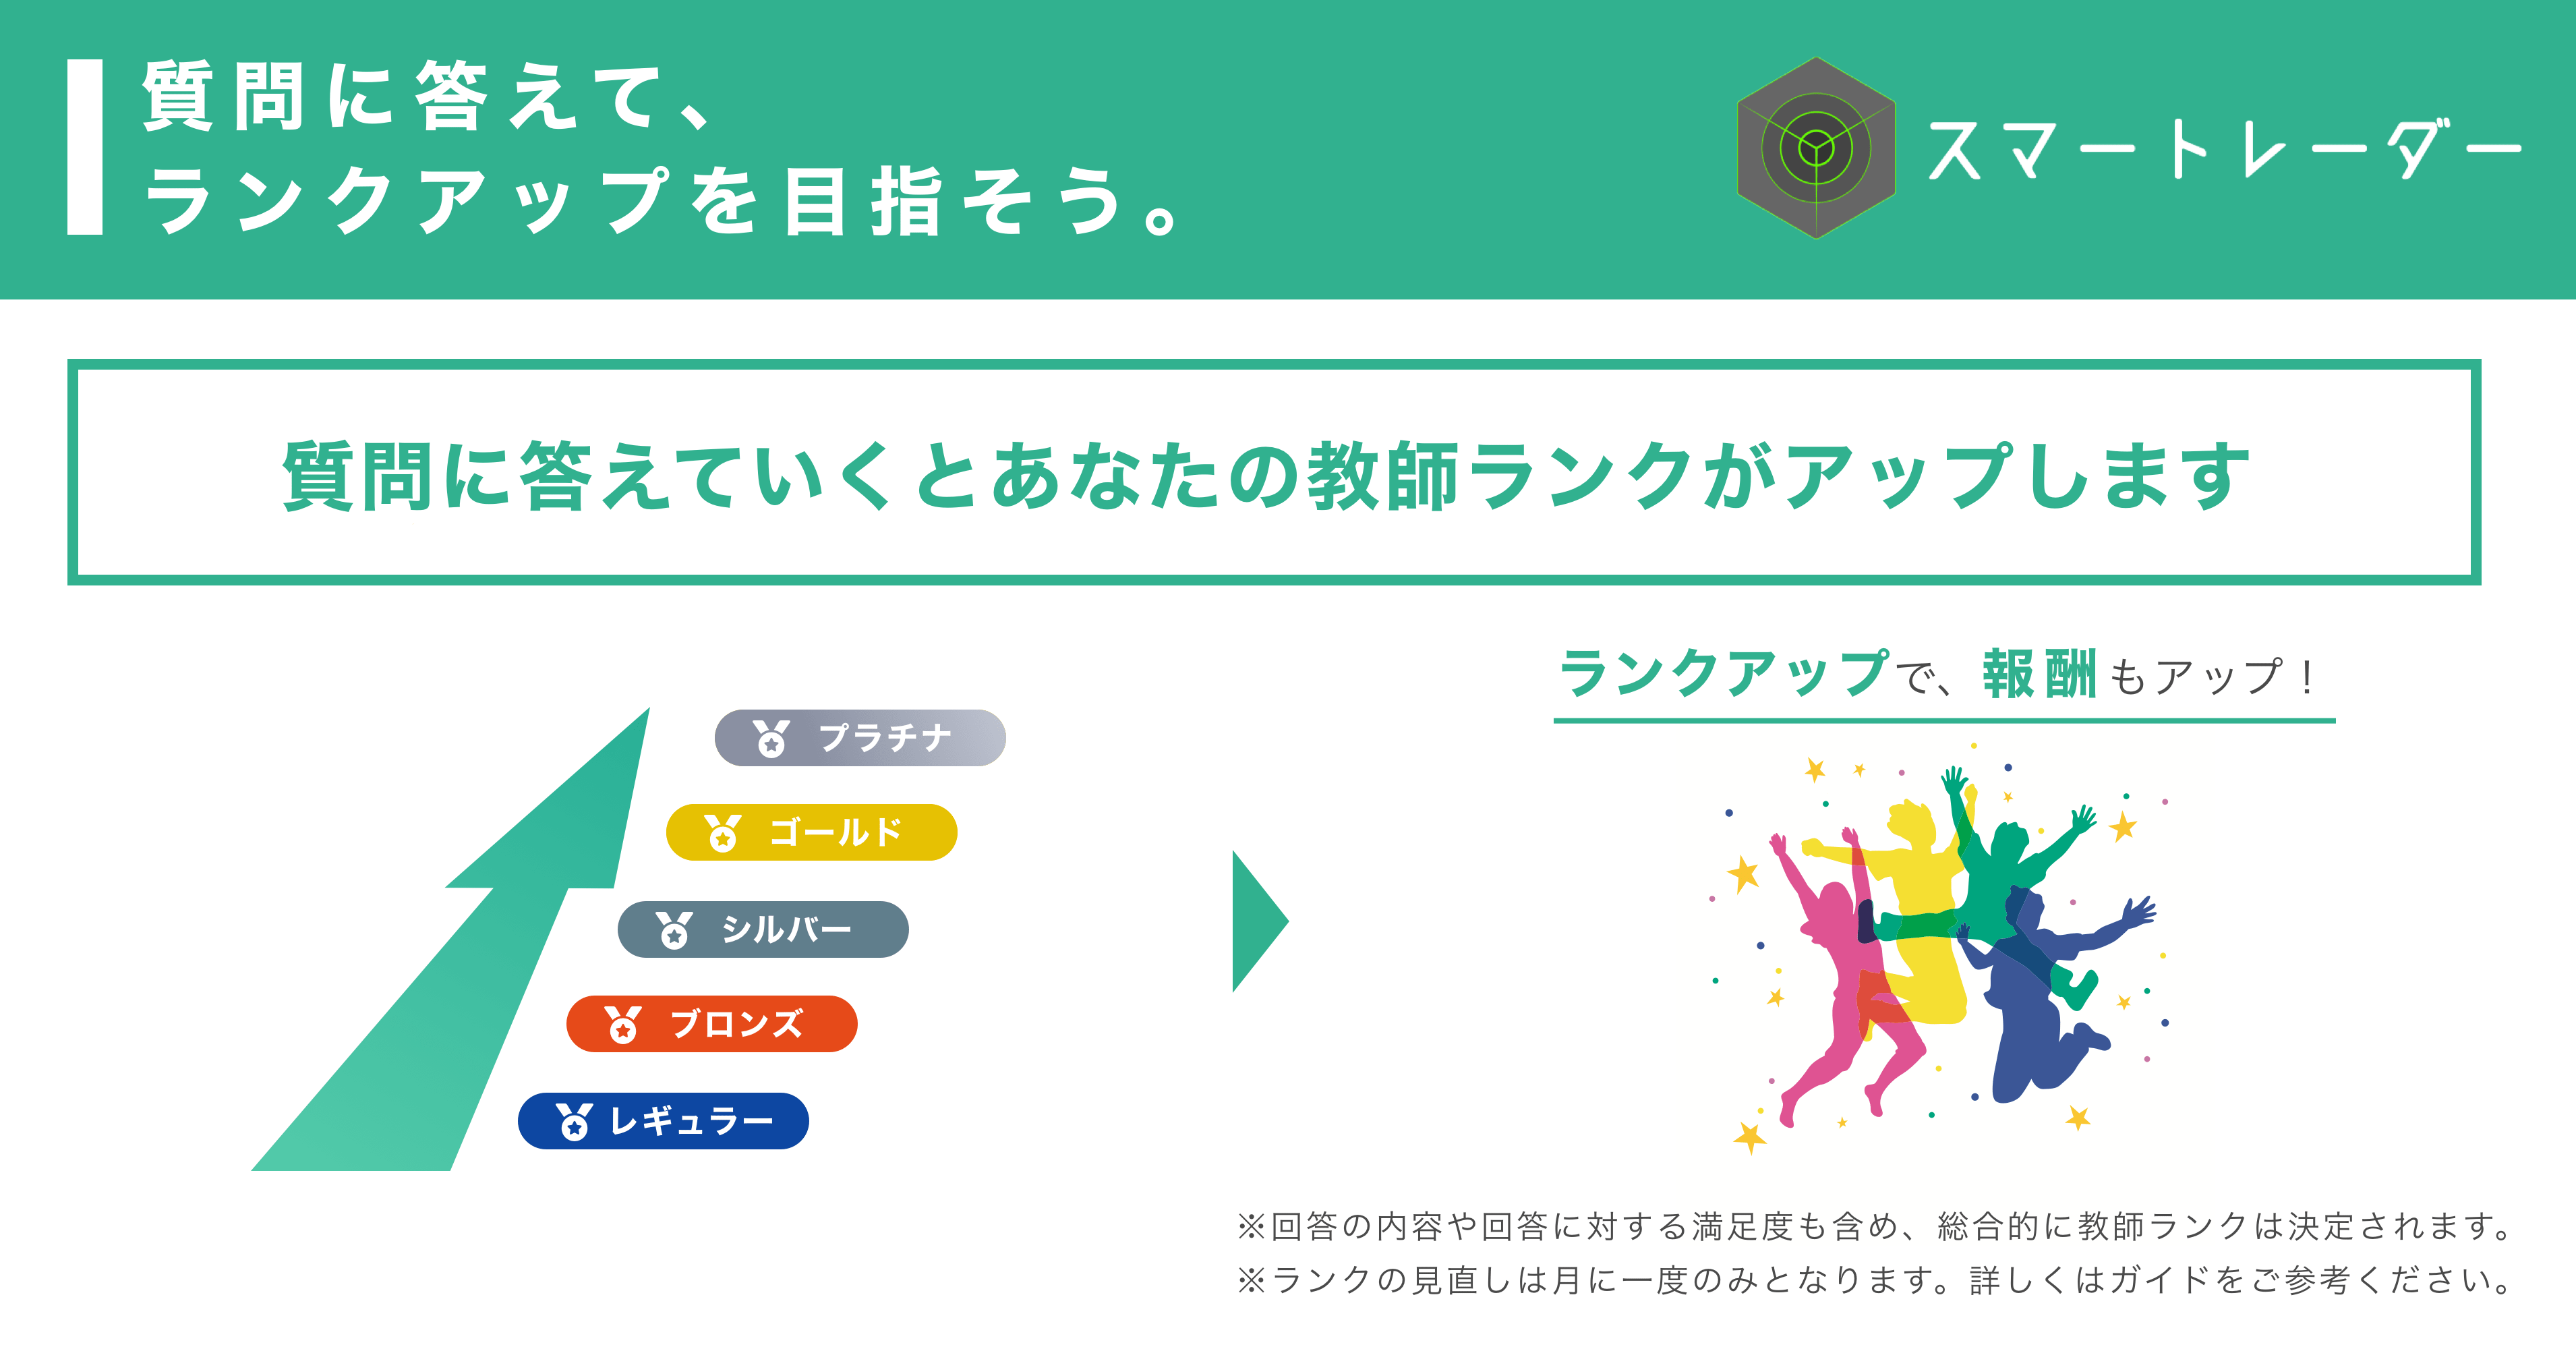 質問に答えて、
ランクアップを目指そう。
スマートレーダー
質問に答えていくとあなたの教師ランクがアップします
ランクアップで、報酬もアップ！
プラチナ
ゴールド
シルバー
ブロンズ
レギュラー
※回答の内容や回答に対する満足度も含め、総合的に教師ランクは決定されます。
※ランクの見直しは月に一度のみとなります。詳しくはガイドをご参考ください。